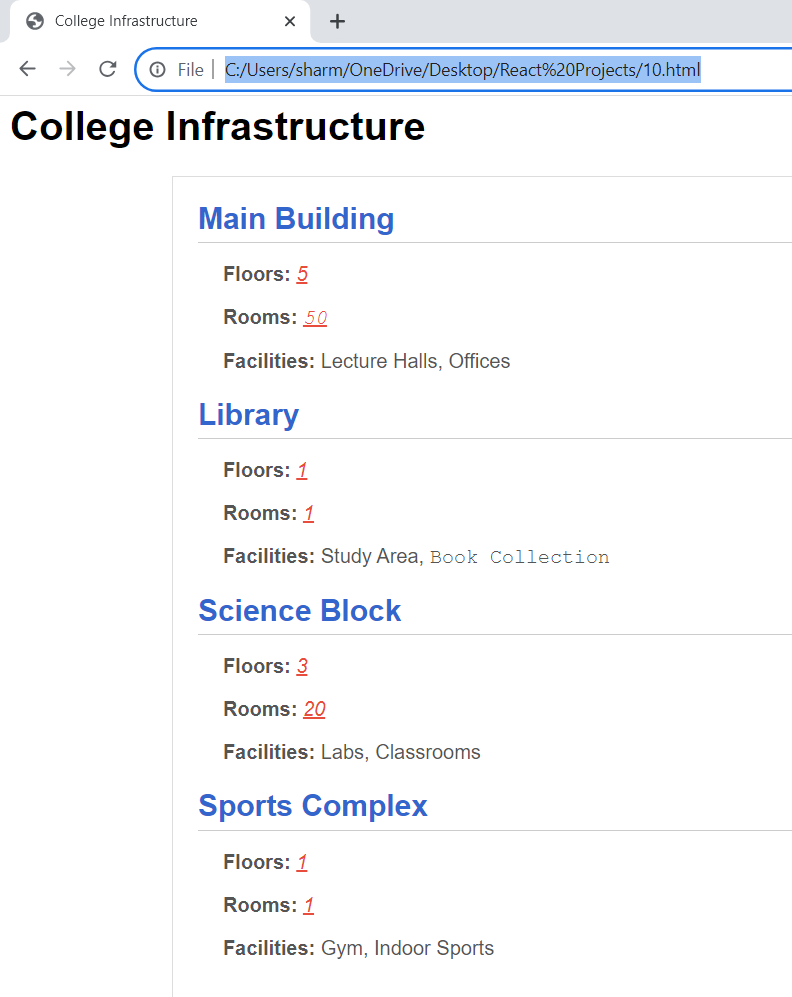 College Infrastructure
File | C:/Users/sharm/OneDrive/Desktop/React%20Projects/10.html
College Infrastructure
Main Building
Floors: 5
Rooms: 50
Facilities: Lecture Halls, Offices
Library
Floors: 1
Rooms: 1
Facilities: Study Area, Book Collection
Science Block
Floors: 3
Rooms: 20
Facilities: Labs, Classrooms
Sports Complex
Floors: 1
Rooms: 1
Facilities: Gym, Indoor Sports